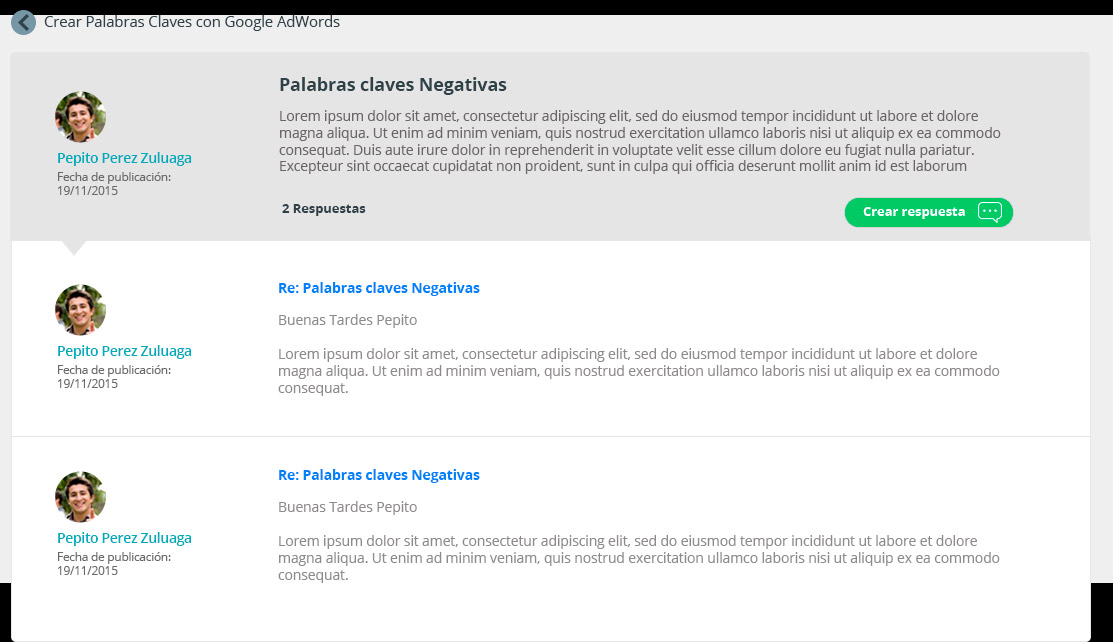 Crear Palabras Claves con Google AdWords
Palabras claves Negativas
Lorem ipsum dolor sit amet, consectetur adipiscing elit, sed do eiusmod tempor incididunt ut labore et dolore
magna aliqua. Ut enim ad minim veniam, quis nostrud exercitation ullamco laboris nisi ut aliquip ex ea commodo
consequat. Duis aute irure dolor in reprehenderit in voluptate velit esse cillum dolore eu fugiat nulla pariatur.
Excepteur sint occaecat cupidatat non proident, sunt in culpa qui officia deserunt mollit anim id est laborum
Pepito Perez Zuluaga
Fecha de publicación:
19/11/2015
2 Respuestas
Crear respuesta
Re: Palabras claves Negativas
Buenas Tardes Pepito
Lorem ipsum dolor sit amet, consectetur adipiscing elit, sed do eiusmod tempor incididunt ut labore et dolore
magna aliqua. Ut enim ad minim veniam, quis nostrud exercitation ullamco laboris nisi ut aliquip ex ea commodo
consequat.
Pepito Perez Zuluaga
Fecha de publicación:
19/11/2015
Re: Palabras claves Negativas
Buenas Tardes Pepito
Lorem ipsum dolor sit amet, consectetur adipiscing elit, sed do eiusmod tempor incididunt ut labore et dolore
magna aliqua. Ut enim ad minim veniam, quis nostrud exercitation ullamco laboris nisi ut aliquip ex ea commodo
consequat.
Pepito Perez Zuluaga
Fecha de publicación:
19/11/2015